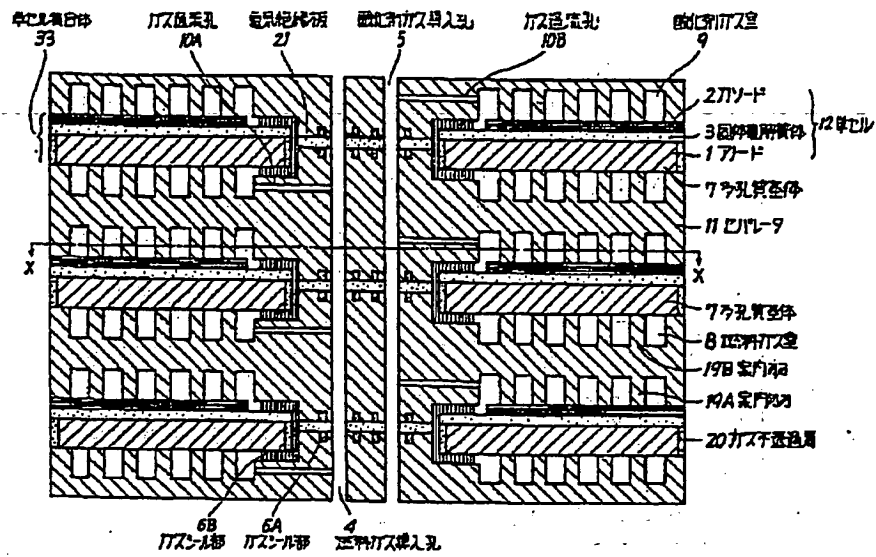 単セル複合体
33
ガス通流孔
10A
電気絶縁板
21
酸化剤ガス導入孔
5
ガス通流孔
10B
酸化剤ガス室
9
2カソード
3固体電解質体
12単セル
1アノード
7多孔質基体
11セパレータ
X
X
7多孔質基体
8燃料ガス室
19B案内羽
19A案内羽
20ガス不透過層
6B
ガスシール部
6A
ガスシール部
4
燃料ガス導入孔